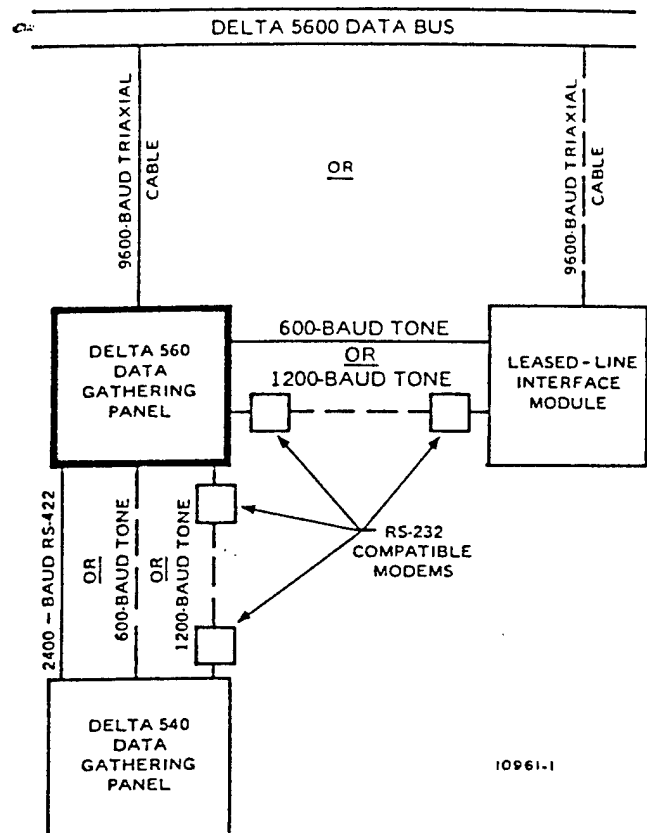 DELTA 5600 DATA BUS
9600-BAUD TRIAXIAL
CABLE
OR
9600-BAUD TRIAXIAL
CABLE
DELTA 560
DATA
GATHERING
PANEL
600-BAUD TONE
OR
1200-BAUD TONE
LEASED-LINE
INTERFACE
MODULE
2400-BAUD RS-422
OR
600-BAUD TONE
OR
1200-BAUD TONE
RS-232
COMPATIBLE
MODEMS
DELTA 540
DATA
GATHERING
PANEL
10961-1